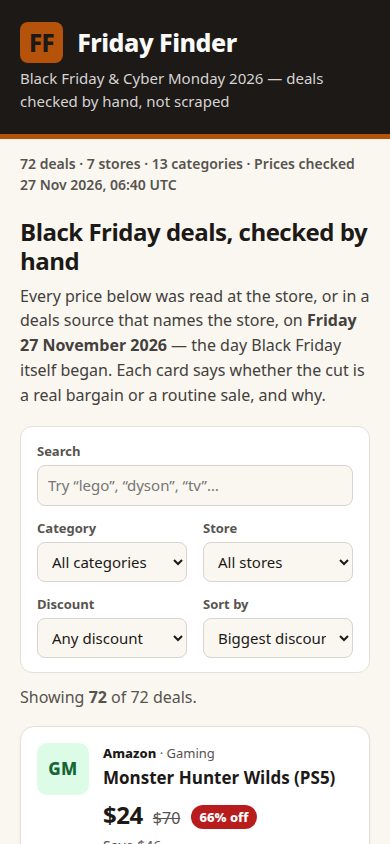 FF Friday Finder
Black Friday & Cyber Monday 2026 — deals
checked by hand, not scraped
72 deals · 7 stores · 13 categories · Prices checked
27 Nov 2026, 06:40 UTC
Black Friday deals, checked by
hand
Every price below was read at the store, or in a
deals source that names the store, on Friday
27 November 2026 — the day Black Friday
itself began. Each card says whether the cut is
a real bargain or a routine sale, and why.
Search
Try “lego”, “dyson”, “tv”…
Category Store
All categories All stores
Discount Sort by
Any discount Biggest discour
Showing 72 of 72 deals.
GM
Amazon · Gaming
Monster Hunter Wilds (PS5)
$24 $70 66% off
Save $46